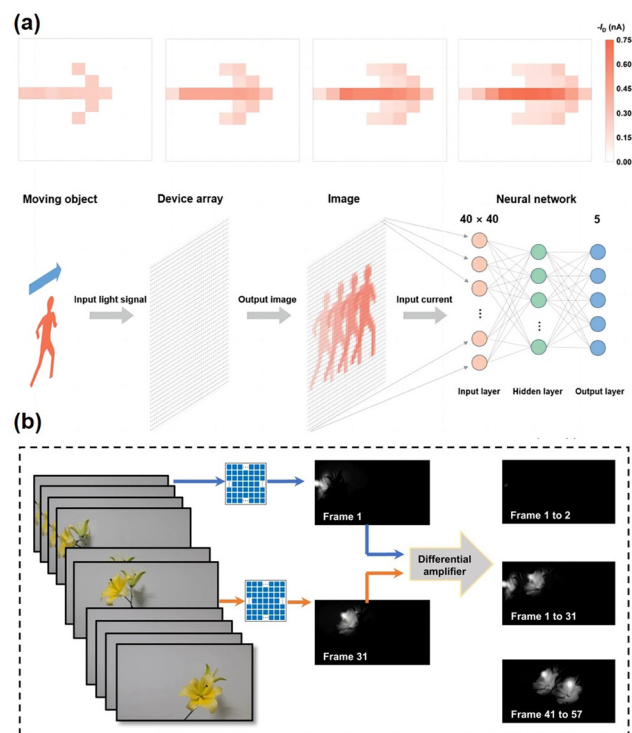 (a)
-I_D (nA)
0.75
0.60
0.45
0.30
0.15
0.00
Moving object
Device array
Image
Neural network
40 × 40
5
Input light signal
Output image
Input current
...
...
Input layer
Hidden layer
Output layer
(b)
Frame 1
Frame 1 to 2
Differential
amplifier
Frame 1 to 31
Frame 31
Frame 41 to 57